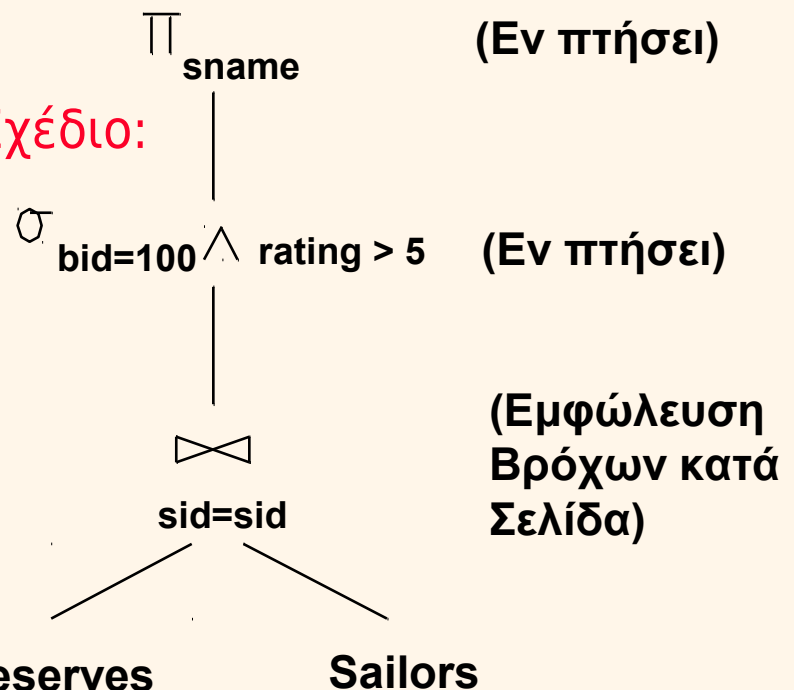 ∏ sname (Εν πτήσει)
χέδιο:
σ bid=100 ∧ rating > 5 (Εν πτήσει)
⋈ (Εμφώλευση
Βρόχων κατά
sid=sid Σελίδα)
eserves Sailors